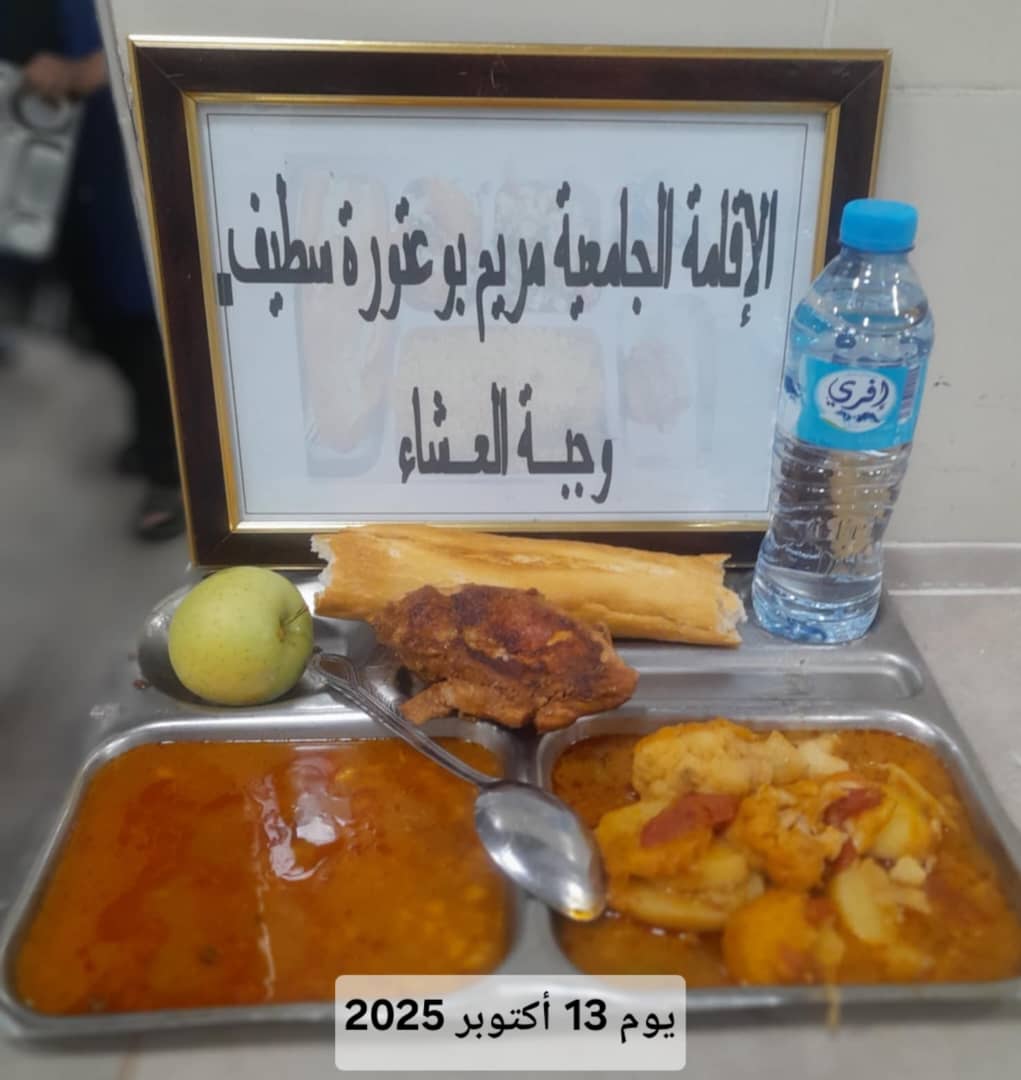 الإقامة الجامعية مريم بوعتورة سطيف.
وجبة العشاء
إفري
يوم 13 أكتوبر 2025